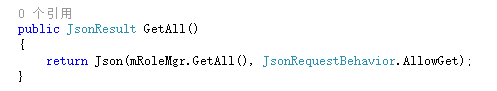 0 个引用
public JsonResult GetAll()
{
    return Json(mRoleMgr.GetAll(), JsonRequestBehavior.AllowGet);
}